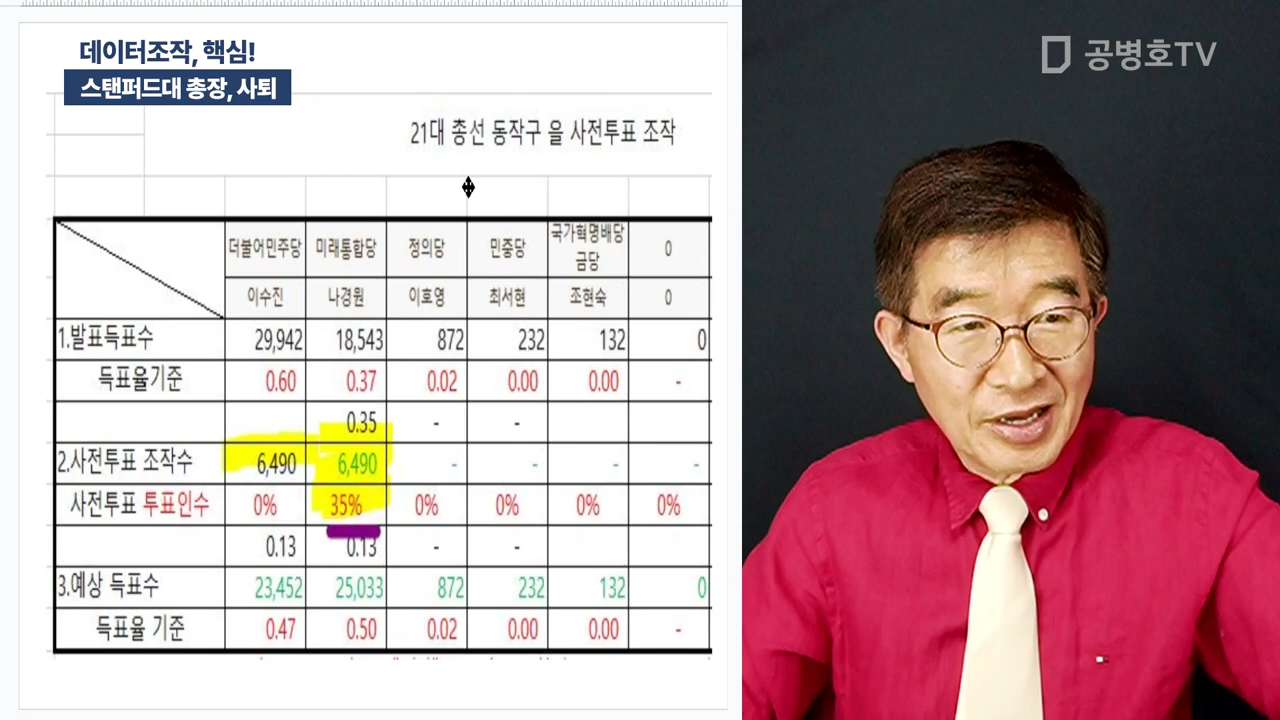 데이터조작, 핵심!
스탠퍼드대 총장, 사퇴
공병호TV
21대 총선 동작구 을 사전투표 조작
더불어민주당 미래통합당 정의당 민중당 국가혁명배당금당 0
이수진 나경원 이호영 최서현 조현숙 0
1.발표득표수 29,942 18,543 872 232 132 0
득표율기준 0.60 0.37 0.02 0.00 0.00 -
0.35 - -
2.사전투표 조작수 6,490 6,490 - - - -
사전투표 투표인수 0% 35% 0% 0% 0% 0%
0.13 0.13 - -
3.예상 득표수 23,452 25,033 872 232 132 0
득표율 기준 0.47 0.50 0.02 0.00 0.00 -